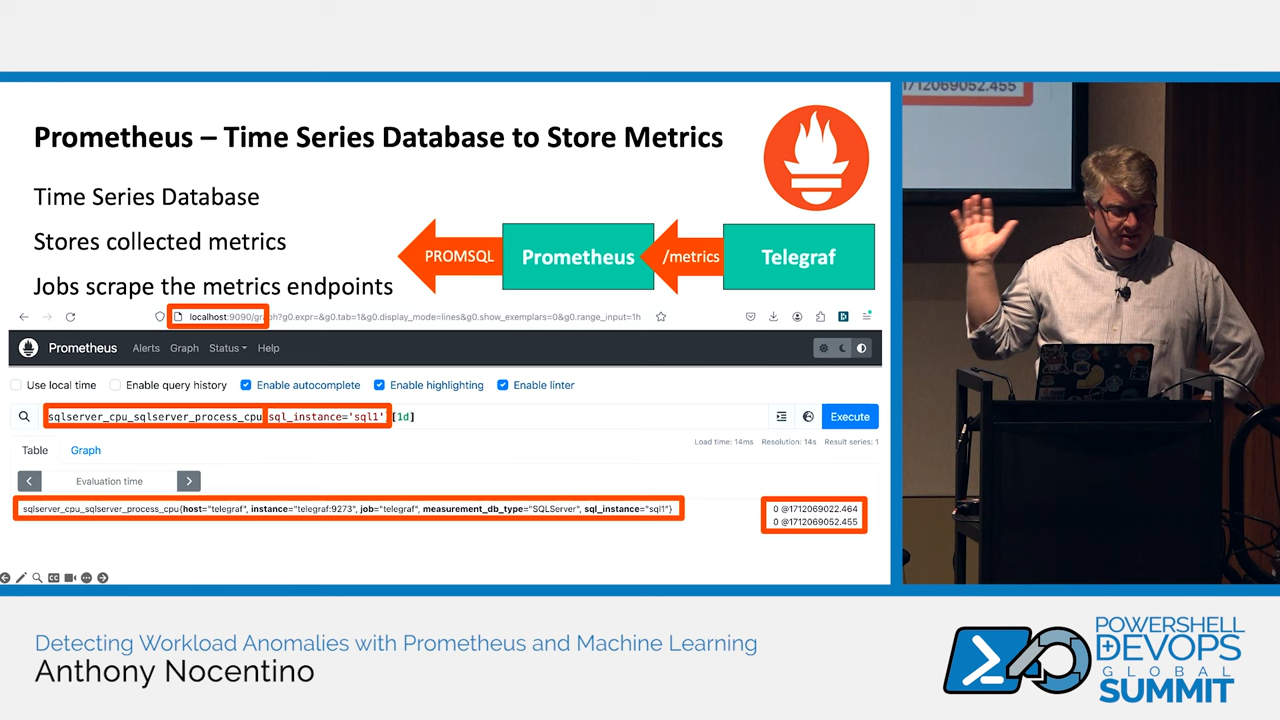 Prometheus – Time Series Database to Store Metrics
Time Series Database
Stores collected metrics
Jobs scrape the metrics endpoints
PROMSQL
Prometheus
/metrics
Telegraf
localhost:9090/graph?g0.expr=&g0.tab=1&g0.display_mode=lines&g0.show_exemplars=0&g0.range_input=1h
Prometheus Alerts Graph Status Help
Use local time Enable query history Enable autocomplete Enable highlighting Enable linter
sqlserver_cpu_sqlserver_process_cpu{sql_instance='sql1'}[1d]
Execute
Load time: 14ms Resolution: 14s Result series: 1
Table Graph
Evaluation time
sqlserver_cpu_sqlserver_process_cpu{host="telegraf", instance="telegraf:9273", job="telegraf", measurement_db_type="SQLServer", sql_instance="sql1"}
0 @1712069022.464
0 @1712069052.455
CC
1712069052.455
Detecting Workload Anomalies with Prometheus and Machine Learning
Anthony Nocentino
POWERSHELL
DEVOPS
GLOBAL
SUMMIT